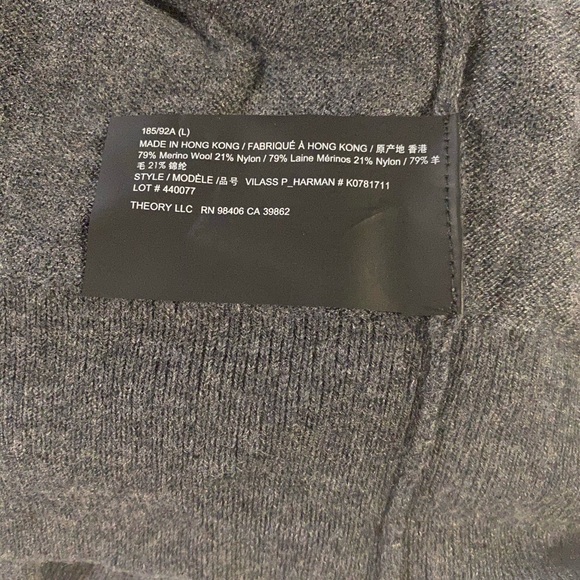 185/92A (L)
MADE IN HONG KONG / FABRIQUÉ À HONG KONG / 原产地 香港
79% Merino Wool 21% Nylon / 79% Laine Mérinos 21% Nylon / 79% 羊
毛 21% 锦纶
STYLE / MODÈLE /品号 VILASS P_HARMAN # K0781711
LOT # 440077
THEORY LLC RN 98406 CA 39862